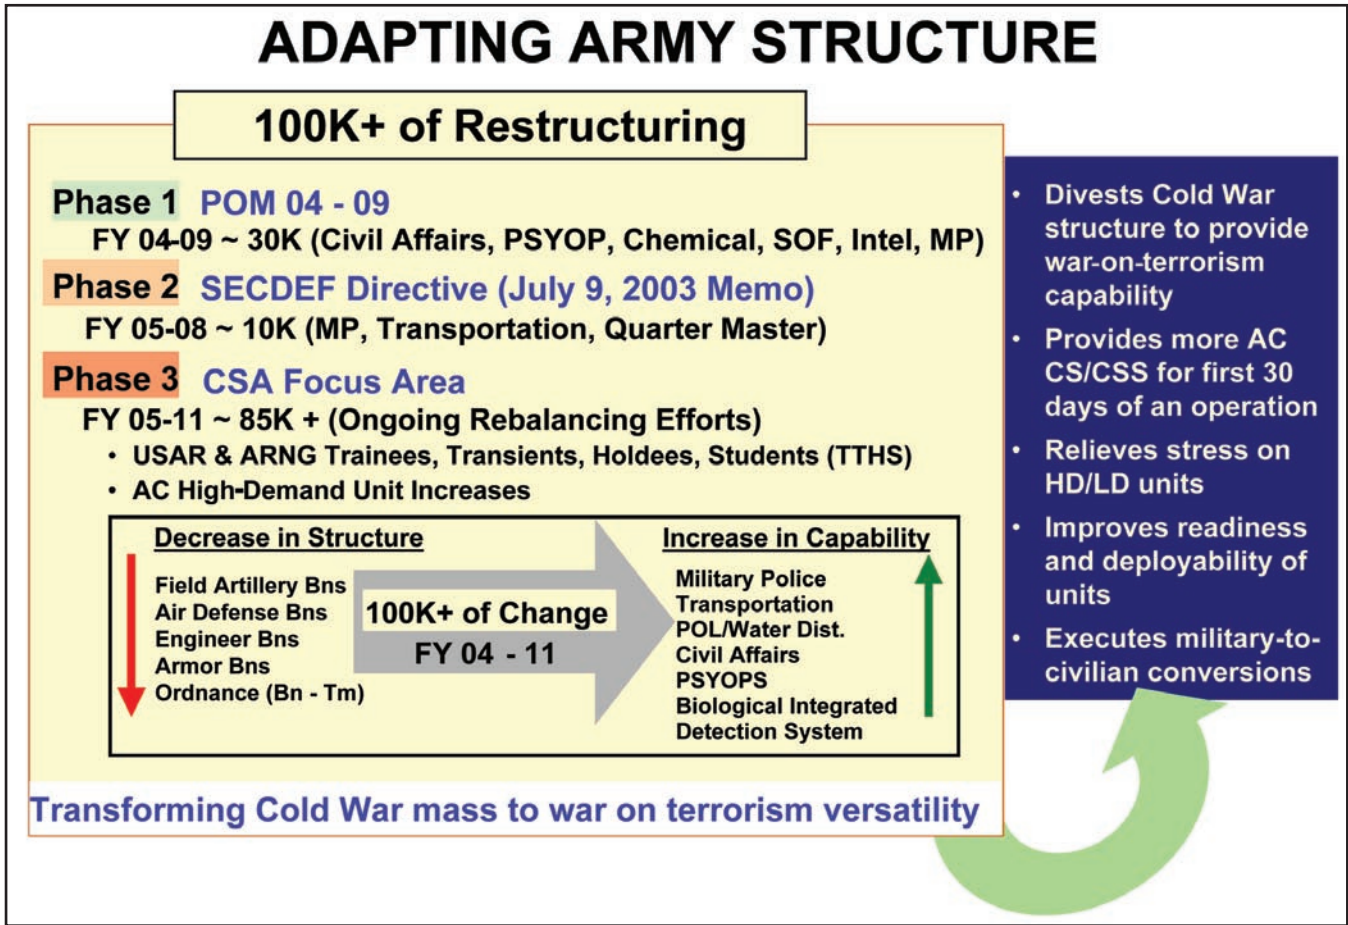 ADAPTING ARMY STRUCTURE
100K+ of Restructuring
Phase 1 POM 04 - 09
FY 04-09 ~ 30K (Civil Affairs, PSYOP, Chemical, SOF, Intel, MP)
Phase 2 SECDEF Directive (July 9, 2003 Memo)
FY 05-08 ~ 10K (MP, Transportation, Quarter Master)
Phase 3 CSA Focus Area
FY 05-11 ~ 85K + (Ongoing Rebalancing Efforts)
• USAR & ARNG Trainees, Transients, Holdees, Students (TTHS)
• AC High-Demand Unit Increases
Decrease in Structure
Field Artillery Bns
Air Defense Bns
Engineer Bns
Armor Bns
Ordnance (Bn - Tm)
100K+ of Change
FY 04 - 11
Increase in Capability
Military Police
Transportation
POL/Water Dist.
Civil Affairs
PSYOPS
Biological Integrated
Detection System
Transforming Cold War mass to war on terrorism versatility
• Divests Cold War
structure to provide
war-on-terrorism
capability
• Provides more AC
CS/CSS for first 30
days of an operation
• Relieves stress on
HD/LD units
• Improves readiness
and deployability of
units
• Executes military-to-
civilian conversions